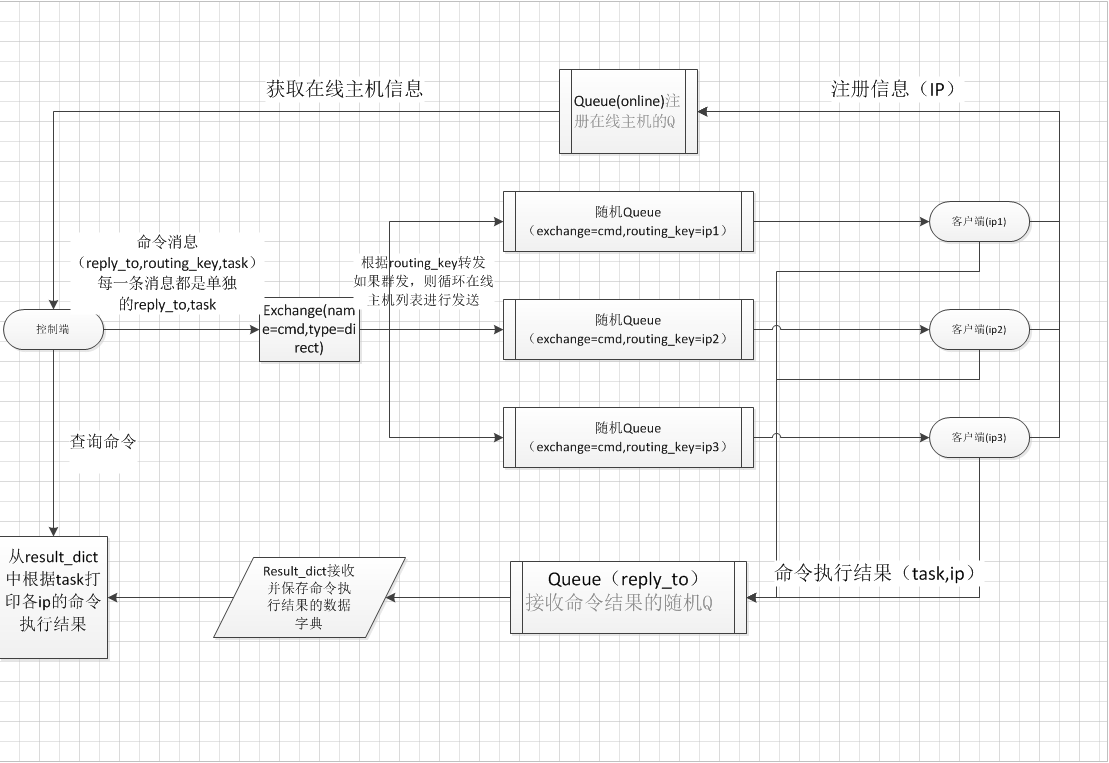 获取在线主机信息
Queue(online)注
册在线主机的Q
注册信息（IP）
随机Queue
（exchange=cmd,routing_key=ip1）
客户端(ip1)
命令消息
（reply_to,routing_key,task）
每一条消息都是单独
的reply_to,task
根据routing_key转发
如果群发，则循环在线
主机列表进行发送
控制端
Exchange(nam
e=cmd,type=di
rect)
随机Queue
（exchange=cmd,routing_key=ip2）
客户端(ip2)
随机Queue
（exchange=cmd,routing_key=ip3）
客户端(ip3)
查询命令
从result_dict
中根据task打
印各ip的命令
执行结果
Result_dict接收
并保存命令执
行结果的数据
字典
Queue（reply_to）
接收命令结果的随机Q
命令执行结果（task,ip）